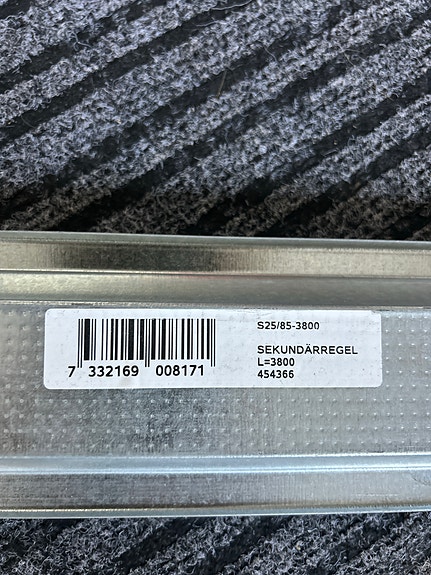 S25/85-3800
SEKUNDÄRREGEL
L=3800
454366
7 332169 008171